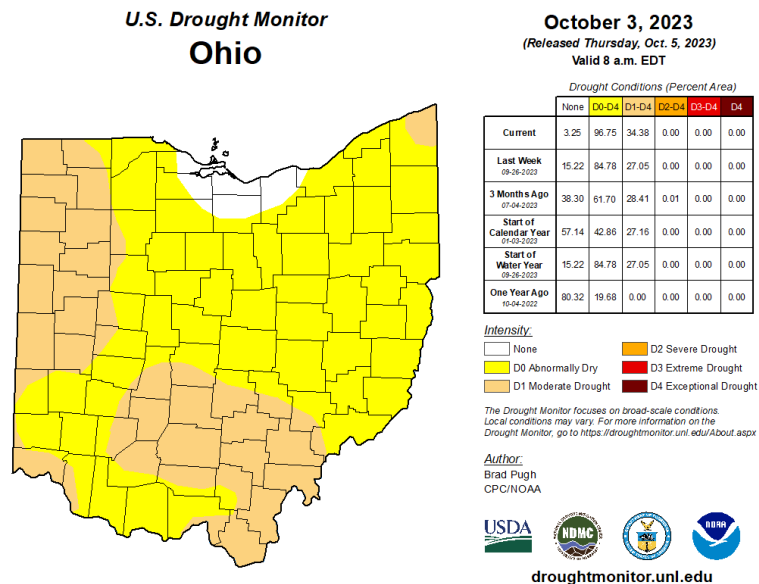 U.S. Drought Monitor
Ohio
October 3, 2023
(Released Thursday, Oct. 5, 2023)
Valid 8 a.m. EDT
Drought Conditions (Percent Area)
None D0-D4 D1-D4 D2-D4 D3-D4 D4
Current 3.25 96.75 34.38 0.00 0.00 0.00
Last Week
09-26-2023 15.22 84.78 27.05 0.00 0.00 0.00
3 Months Ago
07-04-2023 38.30 61.70 28.41 0.01 0.00 0.00
Start of
Calendar Year
01-03-2023 57.14 42.86 27.16 0.00 0.00 0.00
Start of
Water Year
09-26-2023 15.22 84.78 27.05 0.00 0.00 0.00
One Year Ago
10-04-2022 80.32 19.68 0.00 0.00 0.00 0.00
Intensity:
None
D0 Abnormally Dry
D1 Moderate Drought
D2 Severe Drought
D3 Extreme Drought
D4 Exceptional Drought
The Drought Monitor focuses on broad-scale conditions.
Local conditions may vary. For more information on the
Drought Monitor, go to https://droughtmonitor.unl.edu/About.aspx
Author:
Brad Pugh
CPC/NOAA
USDA
NDMC
NOAA
droughtmonitor.unl.edu